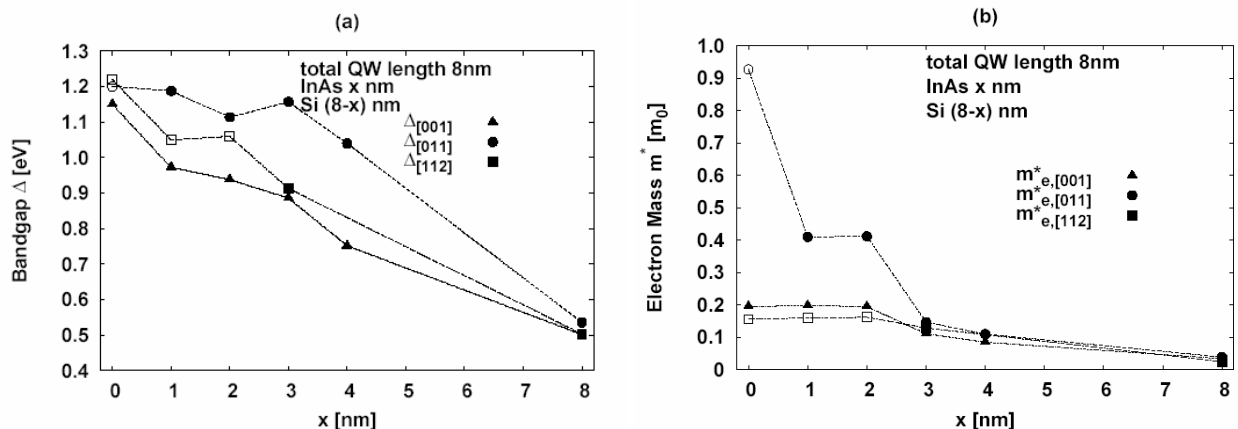 (a)
Bandgap Δ [eV]
1.3
1.2
1.1
1.0
0.9
0.8
0.7
0.6
0.5
0.4
total QW length 8nm
InAs x nm
Si (8-x) nm
Δ[001]
Δ[011]
Δ[112]
0 1 2 3 4 5 6 7 8
x [nm]
(b)
Electron Mass m* [m0]
1.0
0.9
0.8
0.7
0.6
0.5
0.4
0.3
0.2
0.1
0
total QW length 8nm
InAs x nm
Si (8-x) nm
m*e,[001]
m*e,[011]
m*e,[112]
0 1 2 3 4 5 6 7 8
x [nm]